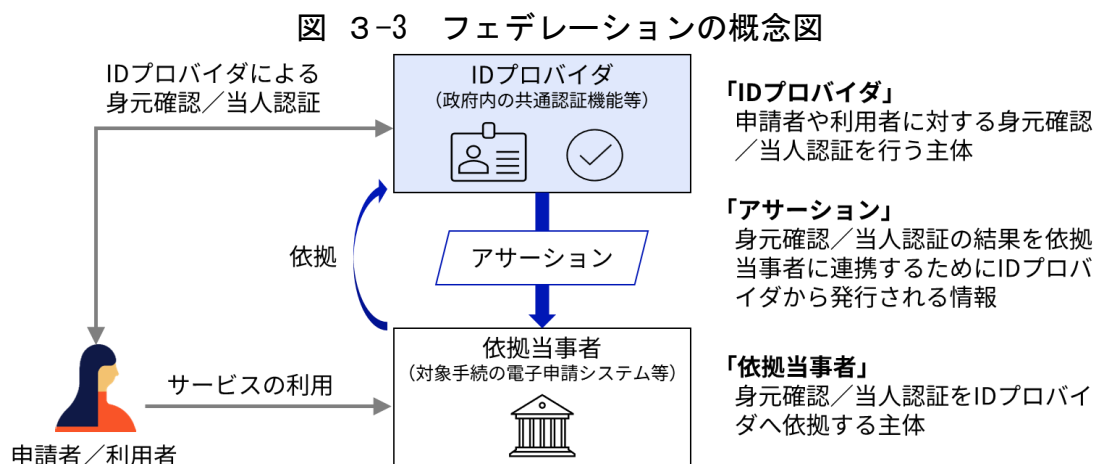 図 3-3 フェデレーションの概念図
IDプロバイダによる
身元確認／当人認証
IDプロバイダ
（政府内の共通認証機能等）
依拠
アサーション
依拠当事者
（対象手続の電子申請システム等）
サービスの利用
申請者／利用者
「IDプロバイダ」
申請者や利用者に対する身元確認
／当人認証を行う主体
「アサーション」
身元確認／当人認証の結果を依拠
当事者に連携するためにIDプロバ
イダから発行される情報
「依拠当事者」
身元確認／当人認証をIDプロバイ
ダへ依拠する主体